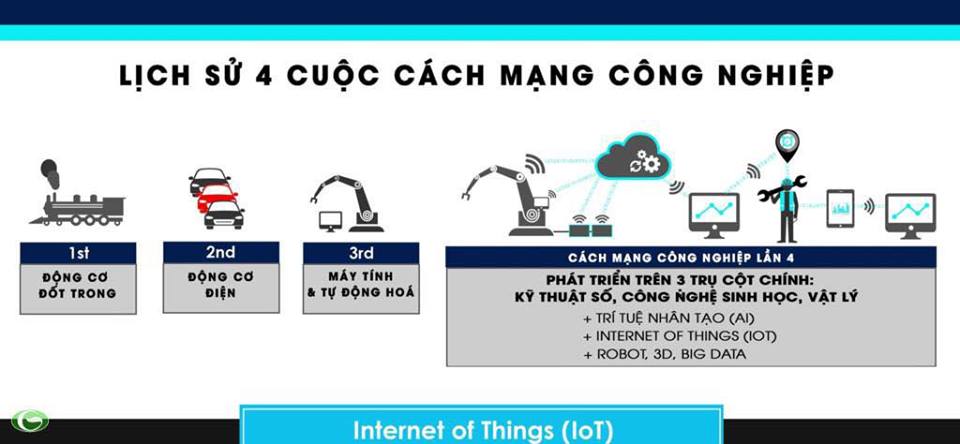 LỊCH SỬ 4 CUỘC CÁCH MẠNG CÔNG NGHIỆP
1st
ĐỘNG CƠ
ĐỐT TRONG
2nd
ĐỘNG CƠ
ĐIỆN
3rd
MÁY TÍNH
& TỰ ĐỘNG HOÁ
CÁCH MẠNG CÔNG NGHIỆP LẦN 4
PHÁT TRIỂN TRÊN 3 TRỤ CỘT CHÍNH:
KỸ THUẬT SỐ, CÔNG NGHỆ SINH HỌC, VẬT LÝ
+ TRÍ TUỆ NHÂN TẠO (AI)
+ INTERNET OF THINGS (IOT)
+ ROBOT, 3D, BIG DATA
Internet of Things (IoT)